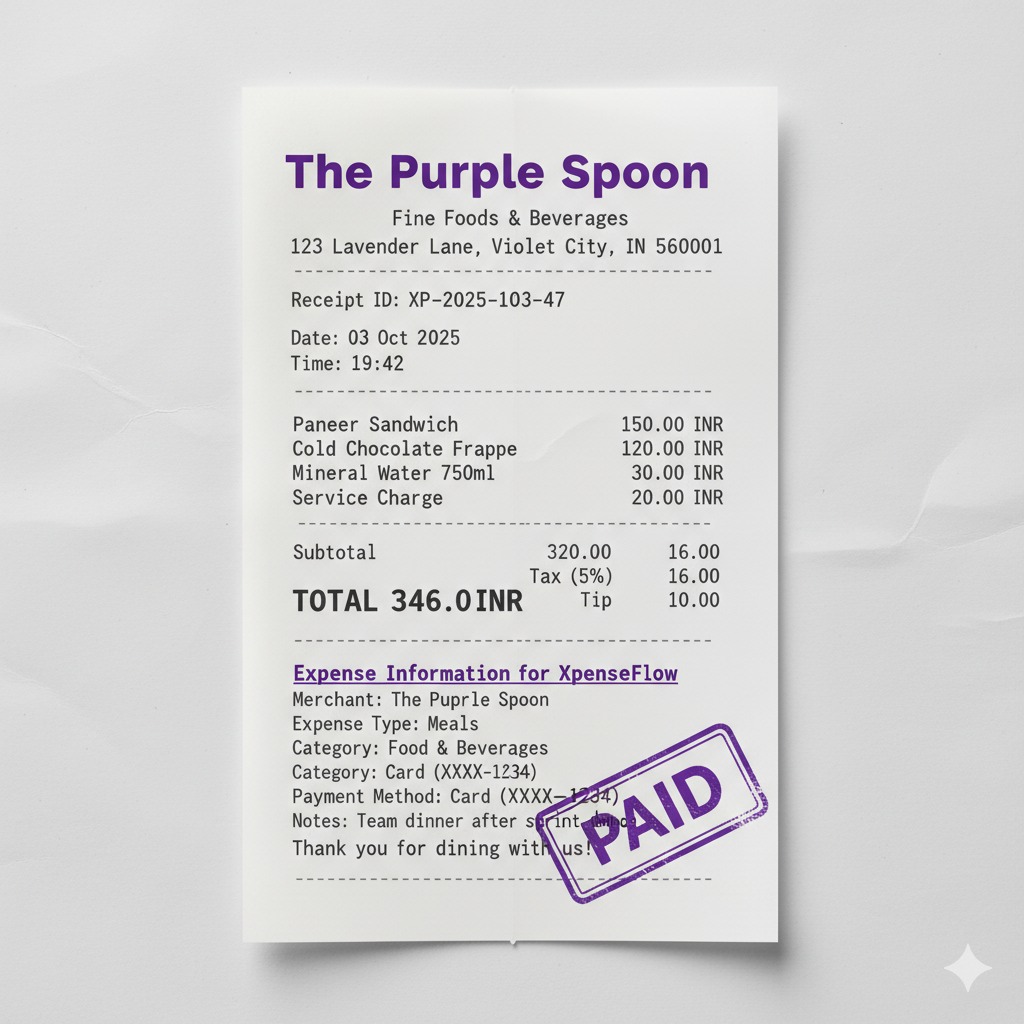 The Purple Spoon
Fine Foods & Beverages
123 Lavender Lane, Violet City, IN 560001
Receipt ID: XP-2025-103-47
Date: 03 Oct 2025
Time: 19:42
Paneer Sandwich 150.00 INR
Cold Chocolate Frappe 120.00 INR
Mineral Water 750ml 30.00 INR
Service Charge 20.00 INR
Subtotal 320.00 16.00
Tax (5%) 16.00
TOTAL 346.0INR Tip 10.00
Expense Information for XpenseFlow
Merchant: The Puprle Spoon
Expense Type: Meals
Category: Food & Beverages
Category: Card (XXXX-1234)
Payment Method: Card (XXXX-1234)
Notes: Team dinner after sprint
Thank you for dining with us!
PAID